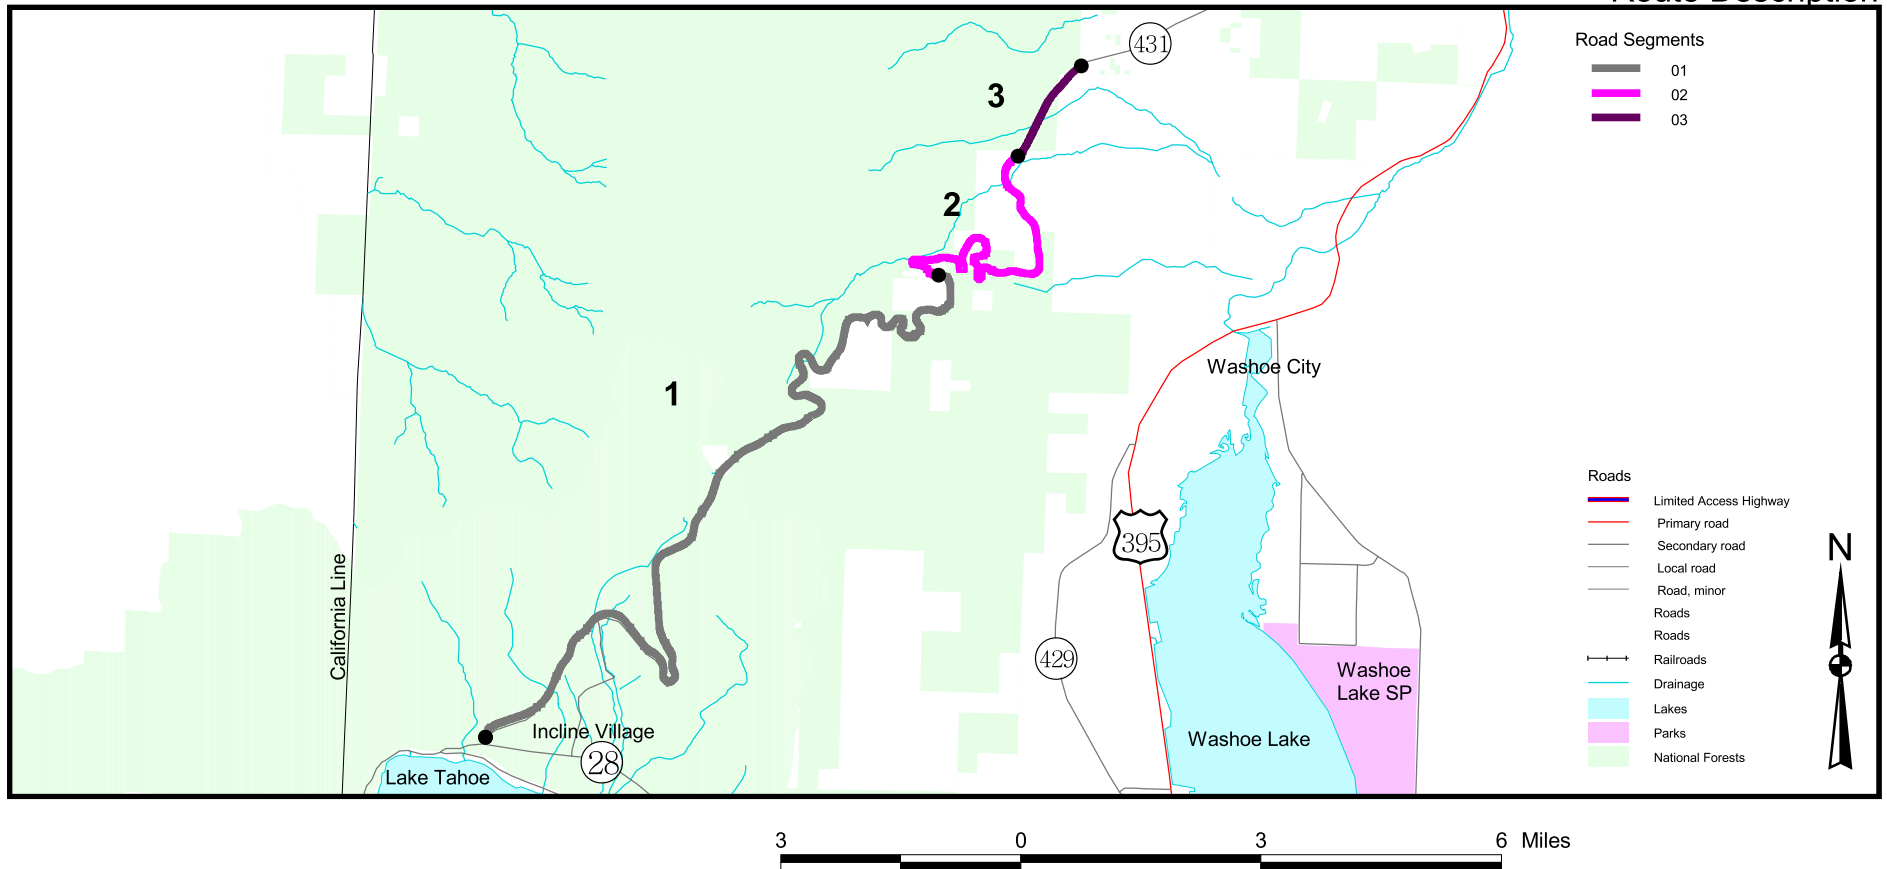 Route Description
Road Segments
01
02
03
431
3
2
1
Washoe City
395
429
California Line
Incline Village
28
Lake Tahoe
Washoe Lake
Washoe
Lake SP
Roads
Limited Access Highway
Primary road
Secondary road
Local road
Road, minor
Roads
Roads
Railroads
Drainage
Lakes
Parks
National Forests
N
3 0 3 6 Miles